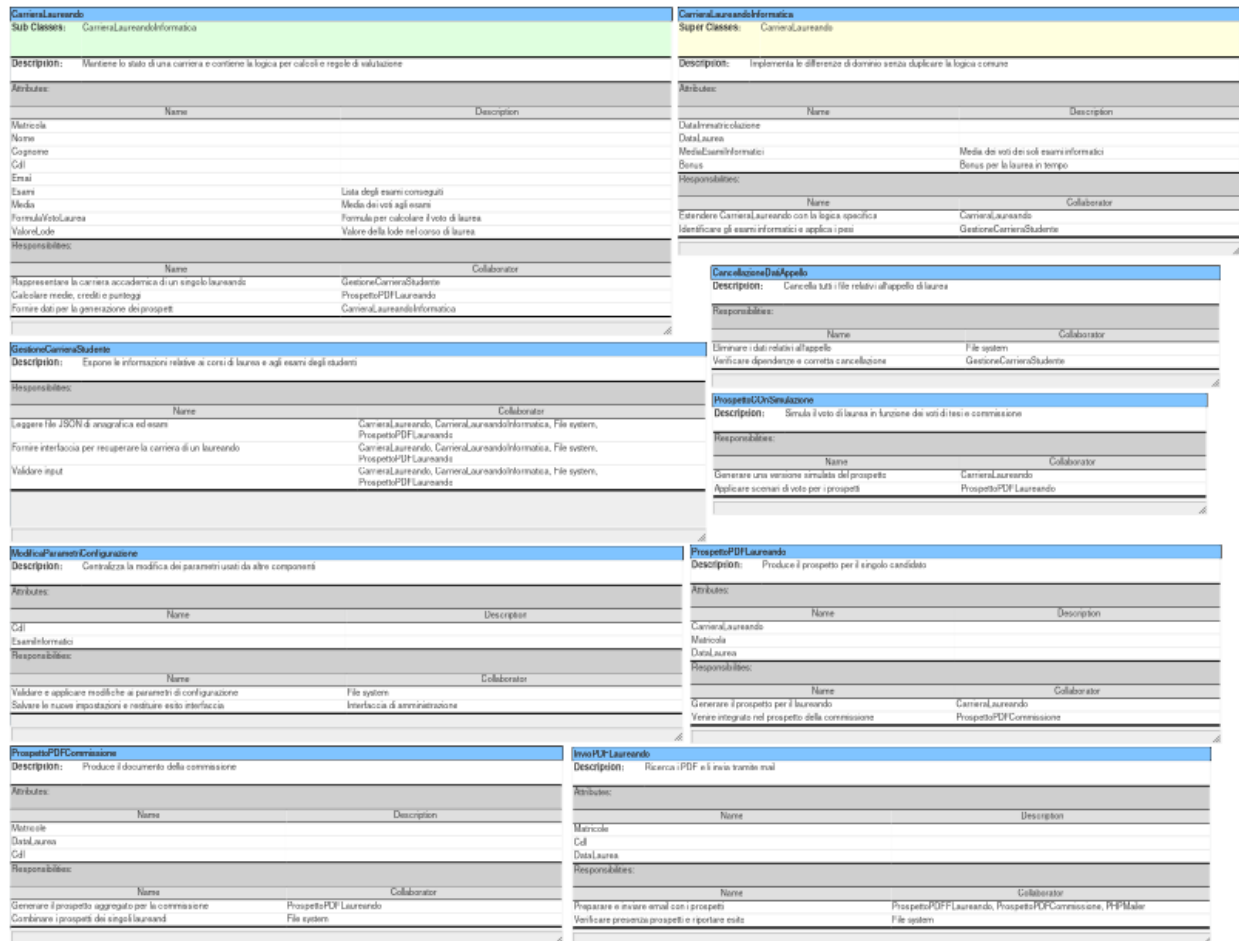 CarrieraLaureando
Sub Classes: CarrieraLaureandoInformatica
Description: Mantiene lo stato di una carriera e contiene la logica per calcoli e regole di valutazione
Attributes:
Name Description
Matricola
Nome
Cognome
Cdl
Emai
Esami Lista degli esami conseguiti
Media Media dei voti agli esami
FormulaVotoLaurea Formula per calcolare il voto di laurea
ValoreLode Valore della lode nel corso di laurea
Responsibilities:
Name Collaborator
Rappresentare la carriera accademica di un singolo laureando GestioneCarrieraStudente
Calcolare medie, crediti e punteggi ProspettoPDFLaureando
Fornire dati per la generazione dei prospetti CarrieraLaureandoInformatica
CarrieraLaureandoInformatica
Super Classes: CarrieraLaureando
Description: Implementa le differenze di dominio senza duplicare la logica comune
Attributes:
Name Description
DataImmatricolazione
DataLaurea
MediaEsamiInformatici Media dei voti dei soli esami informatici
Bonus Bonus per la laurea in tempo
Responsibilities:
Name Collaborator
Estendere CarrieraLaureando con la logica specifica CarrieraLaureando
Identificare gli esami informatici e applica i pesi GestioneCarrieraStudente
CancellazioneDatiAppello
Description: Cancella tutti i file relativi all'appello di laurea
Responsibilities:
Name Collaborator
Eliminare i dati relativi all'appello File system
Verificare dipendenze e corretta cancellazione GestioneCarrieraStudente
GestioneCarrieraStudente
Description: Espone le informazioni relative ai corsi di laurea e agli esami degli studenti
Responsibilities:
Name Collaborator
Leggere file JSON di anagrafica ed esami CarrieraLaureando, CarrieraLaureandoInformatica, File system,
ProspettoPDFLaureando
Fornire interfaccia per recuperare la carriera di un laureando CarrieraLaureando, CarrieraLaureandoInformatica, File system,
ProspettoPDFLaureando
Validare input CarrieraLaureando, CarrieraLaureandoInformatica, File system,
ProspettoPDFLaureando
ProspettoCOnSimulazione
Description: Simula il voto di laurea in funzione dei voti di tesi e commissione
Responsibilities:
Name Collaborator
Generare una versione simulata del prospetto CarrieraLaureando
Applicare scenari di voto per i prospetti ProspettoPDFLaureando
ModificaParametriConfigurazione
Description: Centralizza la modifica dei parametri usati da altre componenti
Attributes:
Name Description
Cdl
EsamiInformatici
Responsibilities:
Name Collaborator
Validare e applicare modifiche ai parametri di configurazione File system
Salvare le nuove impostazioni e restituire esito interfaccia Interfaccia di amministrazione
ProspettoPDFLaureando
Description: Produce il prospetto per il singolo candidato
Attributes:
Name Description
CarrieraLaureando
Matricola
DataLaurea
Responsibilities:
Name Collaborator
Generare il prospetto per il laureando CarrieraLaureando
Venire integrato nel prospetto della commissione ProspettoPDFCommissione
ProspettoPDFCommissione
Description: Produce il documento della commissione
Attributes:
Name Description
Matricole
DataLaurea
Cdl
Responsibilities:
Name Collaborator
Generare il prospetto aggregato per la commissione ProspettoPDFLaureando
Combinare i prospetti dei singoli laureandi File system
InvioPDFLaureando
Description: Ricerca i PDF e li invia tramite mail
Attributes:
Name Description
Matricole
Cdl
DataLaurea
Responsibilities:
Name Collaborator
Preparare e inviare email con i prospetti ProspettoPDFFLaureando, ProspettoPDFCommissione, PHPMailer
Verificare presenza prospetti e riportare esito File system